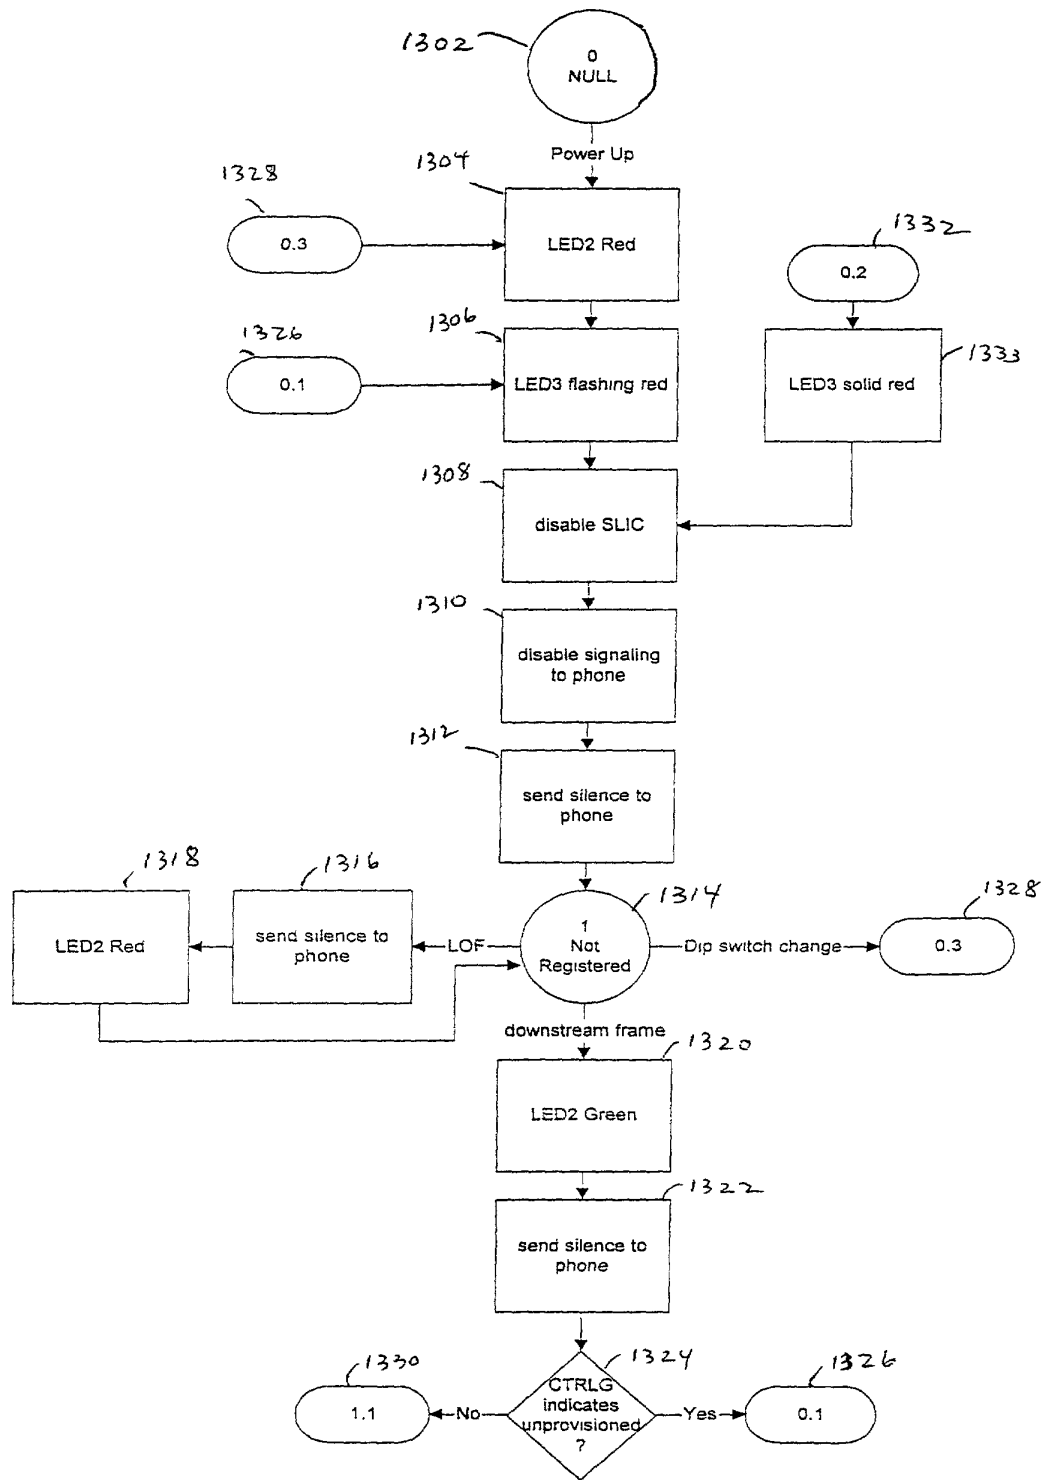 1302
0
NULL
Power Up
1304
1328
0.3
LED2 Red
1332
0.2
1306
1326
0.1
LED3 flashing red
1333
LED3 solid red
1308
disable SLIC
1310
disable signaling
to phone
1312
send silence to
phone
1318
LED2 Red
1316
send silence to
phone
LOF
1314
1
Not
Registered
Dip switch change
1328
0.3
downstream frame
1320
LED2 Green
1322
send silence to
phone
1324
CTRLG
indicates
unprovisioned
?
No
1330
1.1
Yes
1326
0.1